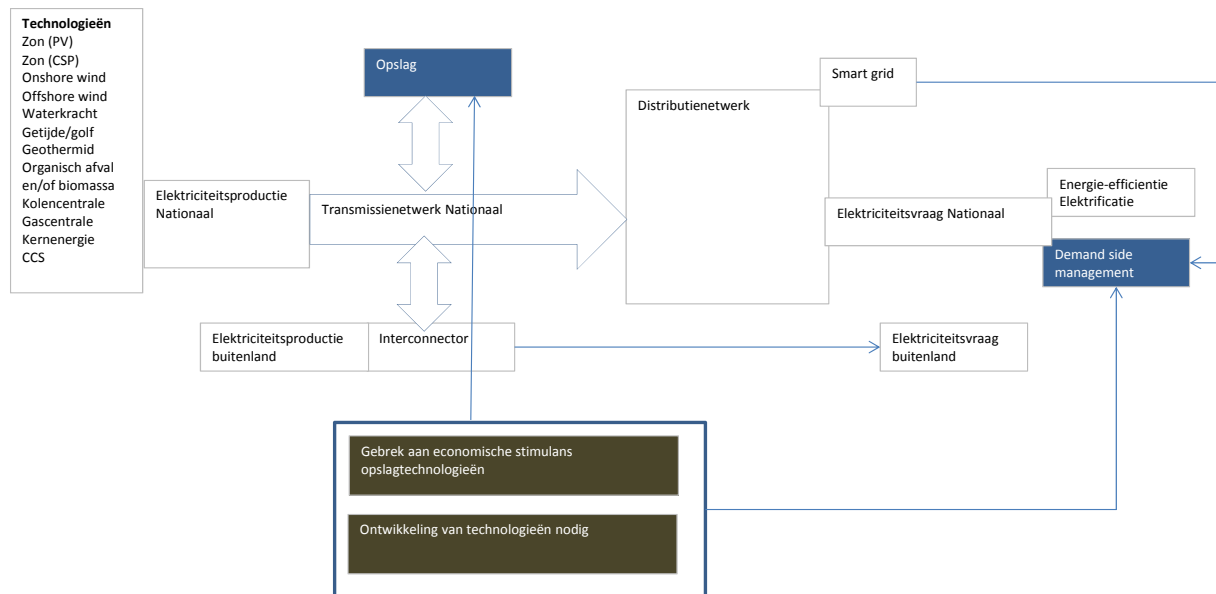 Technologieën
Zon (PV)
Zon (CSP)
Onshore wind
Offshore wind
Waterkracht
Getijde/golf
Geothermid
Organisch afval
en/of biomassa
Kolencentrale
Gascentrale
Kernenergie
CCS
Elektriciteitsproductie
Nationaal
Opslag
Transmissienetwerk Nationaal
Distributienetwerk
Smart grid
Elektriciteitsvraag Nationaal
Energie-efficientie
Elektrificatie
Demand side
management
Elektriciteitsproductie
buitenland
Interconnector
Elektriciteitsvraag
buitenland
Gebrek aan economische stimulans
opslagtechnologieën
Ontwikkeling van technologieën nodig